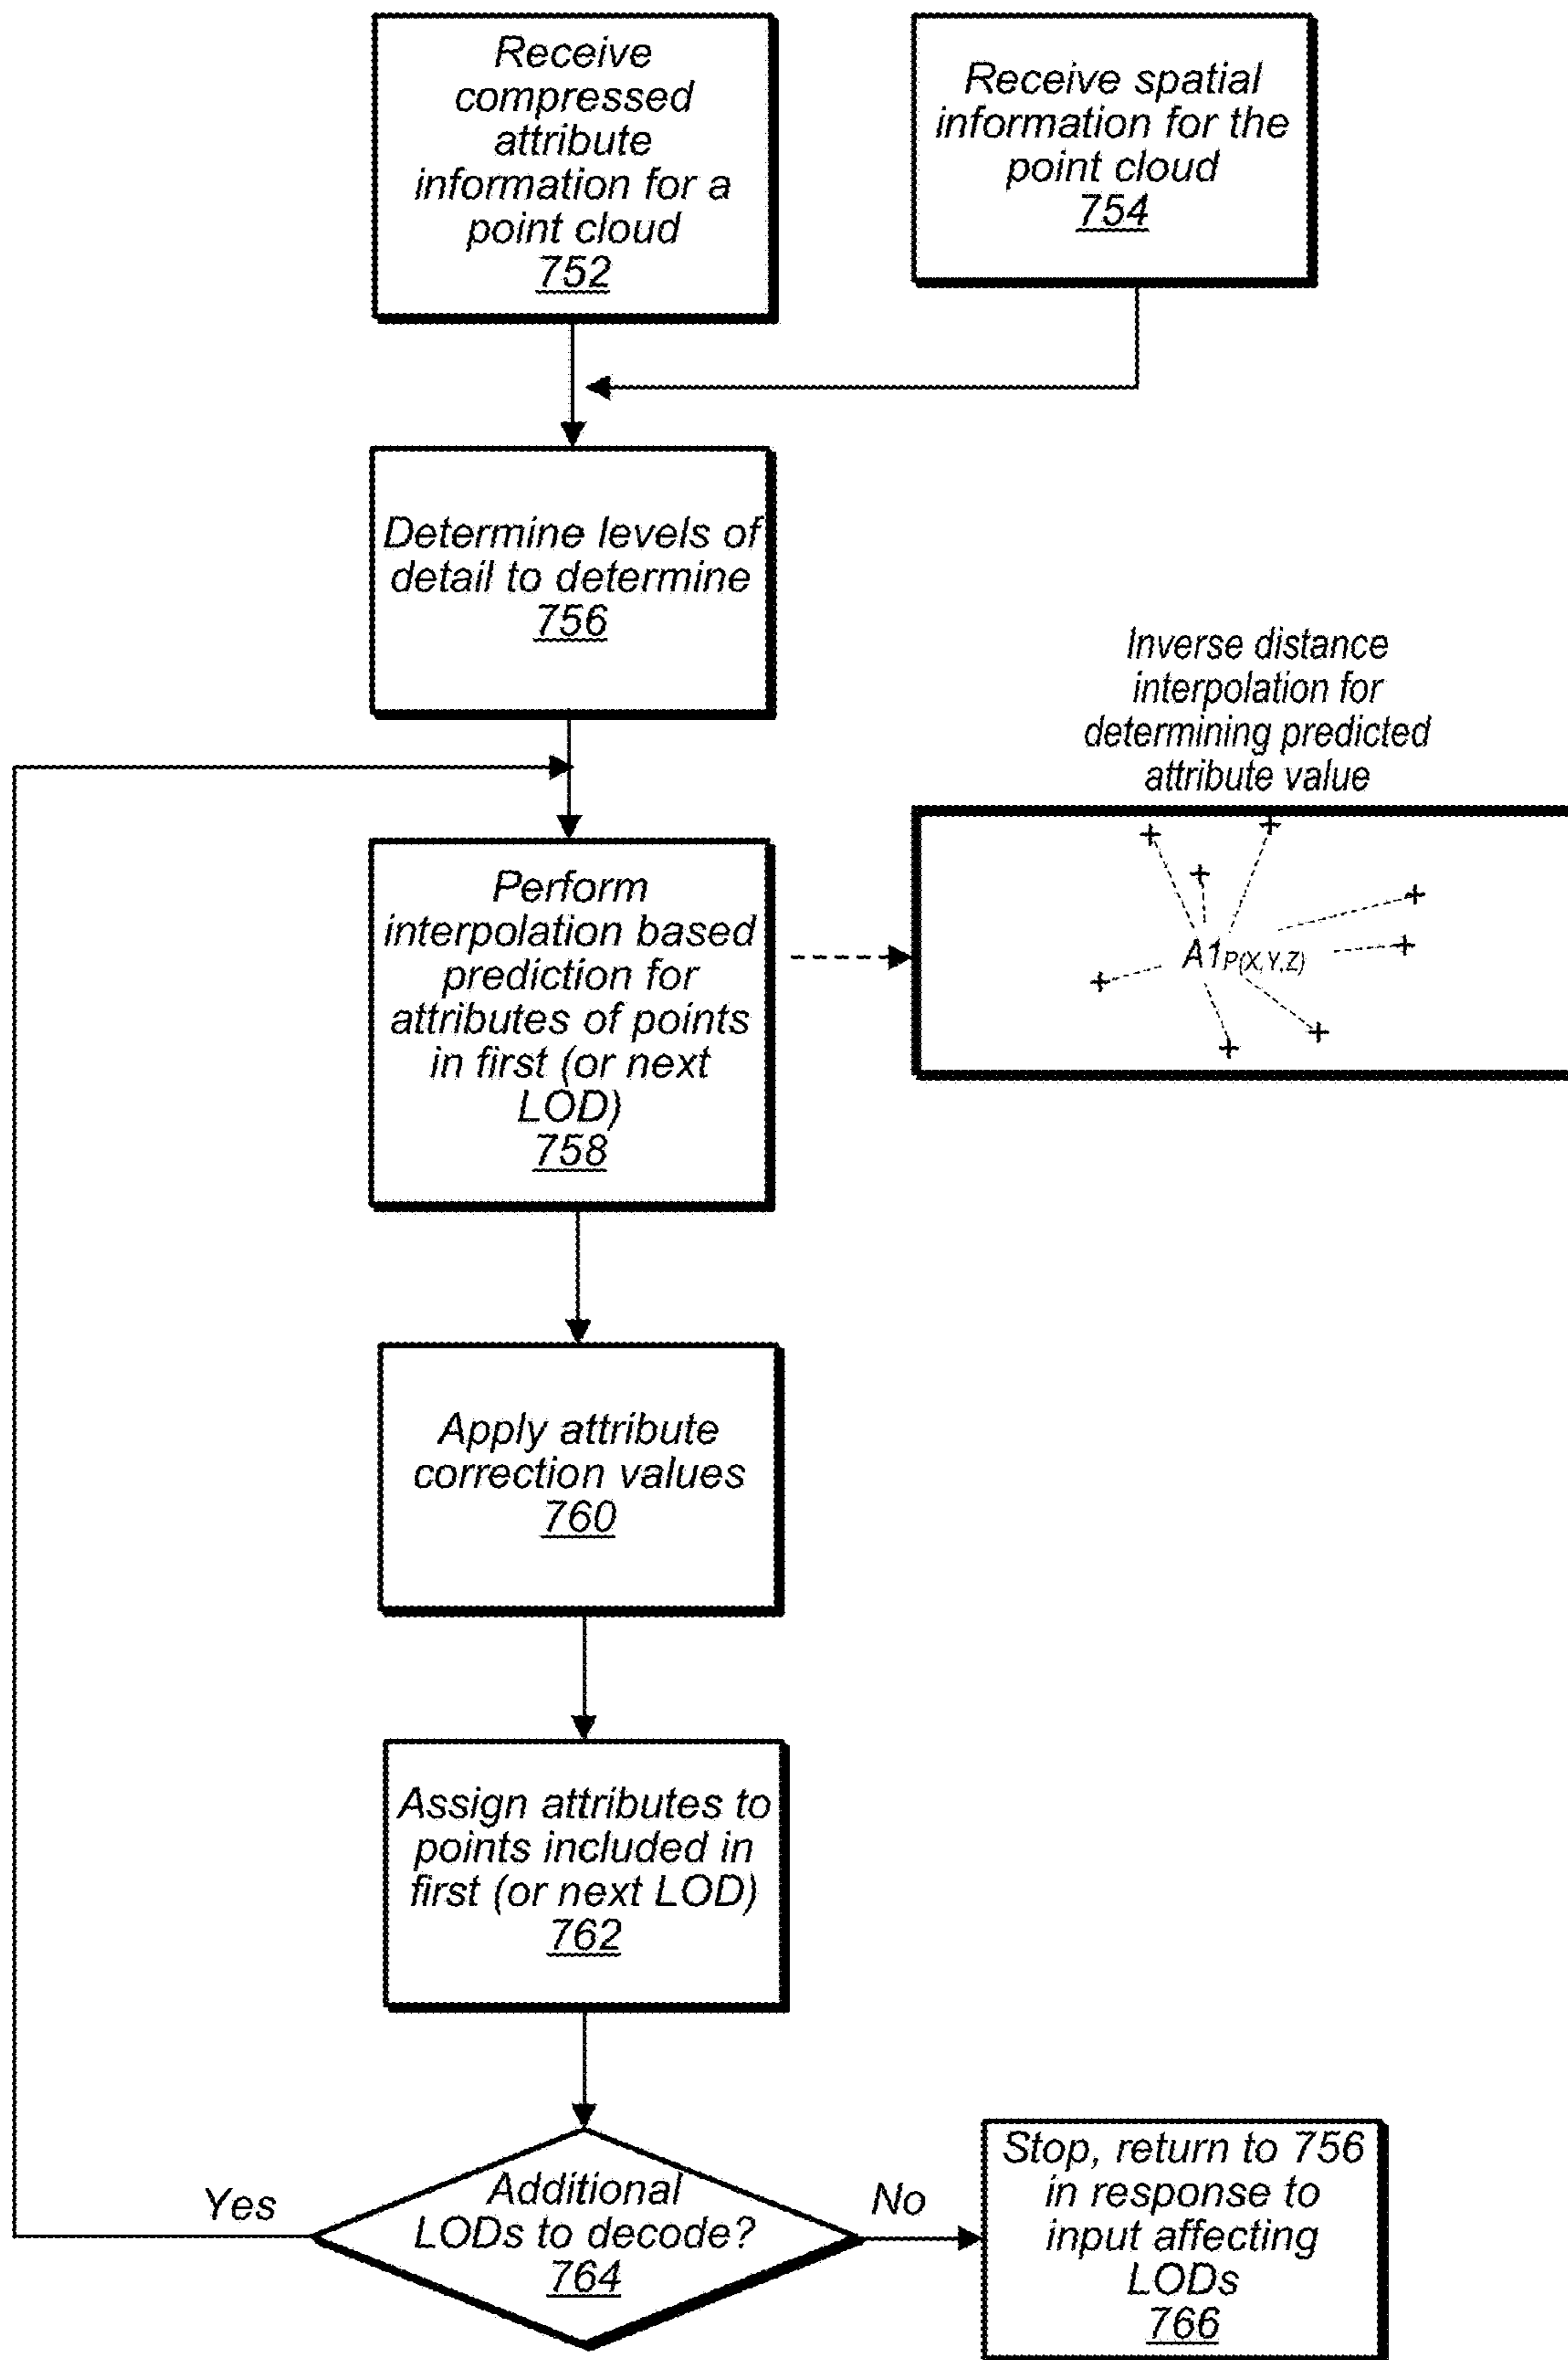 Receive
compressed
attribute
information for a
point cloud
752
Receive spatial
information for the
point cloud
754
Determine levels of
detail to determine
756
Inverse distance
interpolation for
determining predicted
attribute value
Perform
interpolation based
prediction for
attributes of points
in first (or next
LOD)
758
A1P(X,Y,Z)
Apply attribute
correction values
760
Assign attributes to
points included in
first (or next LOD)
762
Additional
LODs to decode?
764
Yes
No
Stop, return to 756
in response to
input affecting
LODs
766